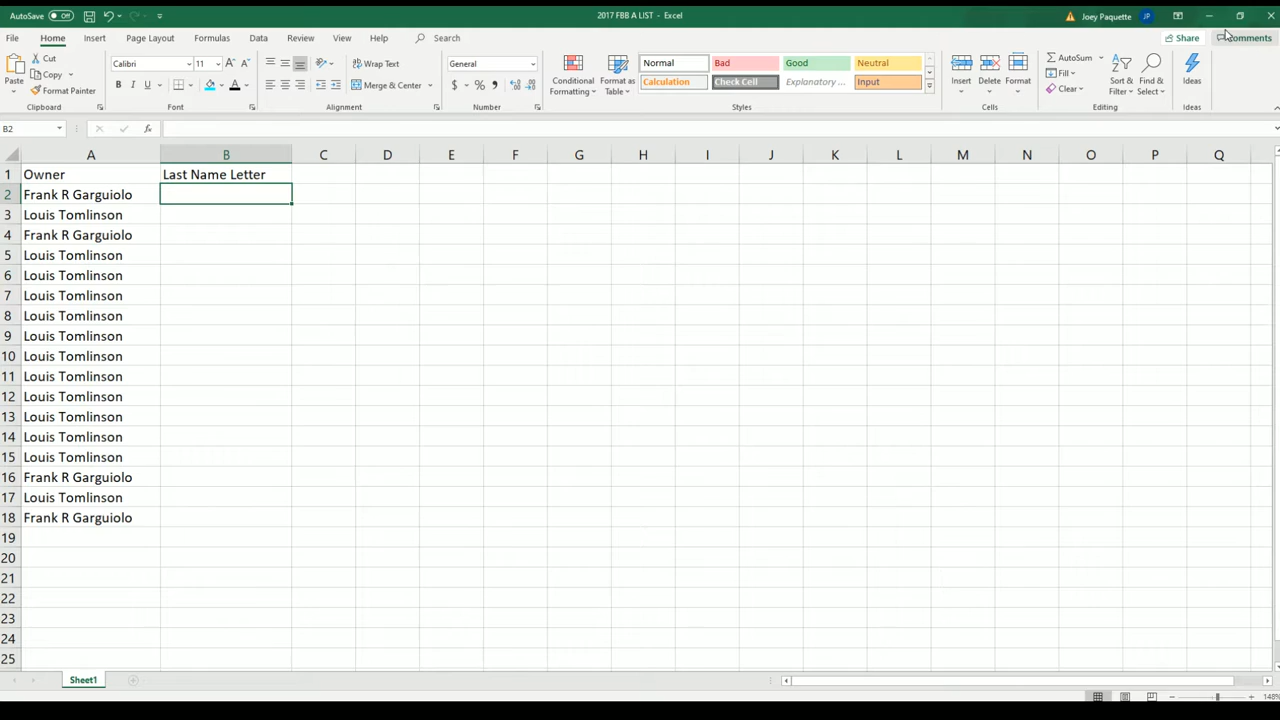 AutoSave Off 2017 FBB A LIST - Excel Joey Paquette JP
File Home Insert Page Layout Formulas Data Review View Help Search Share Comments
Paste Cut Copy Format Painter Clipboard
Calibri 11 A A B I U A Font
Wrap Text Merge & Center Alignment
General $ % , Number
Conditional Formatting Format as Table
Normal Bad Good Neutral
Calculation Check Cell Explanatory ... Input
Styles
Insert Delete Format Cells
AutoSum Fill Clear Sort & Filter Find & Select Editing
Ideas Ideas
B2 fx
A B C D E F G H I J K L M N O P Q
1 Owner Last Name Letter
2 Frank R Garguiolo
3 Louis Tomlinson
4 Frank R Garguiolo
5 Louis Tomlinson
6 Louis Tomlinson
7 Louis Tomlinson
8 Louis Tomlinson
9 Louis Tomlinson
10 Louis Tomlinson
11 Louis Tomlinson
12 Louis Tomlinson
13 Louis Tomlinson
14 Louis Tomlinson
15 Louis Tomlinson
16 Frank R Garguiolo
17 Louis Tomlinson
18 Frank R Garguiolo
19
20
21
22
23
24
25
Sheet1
148%